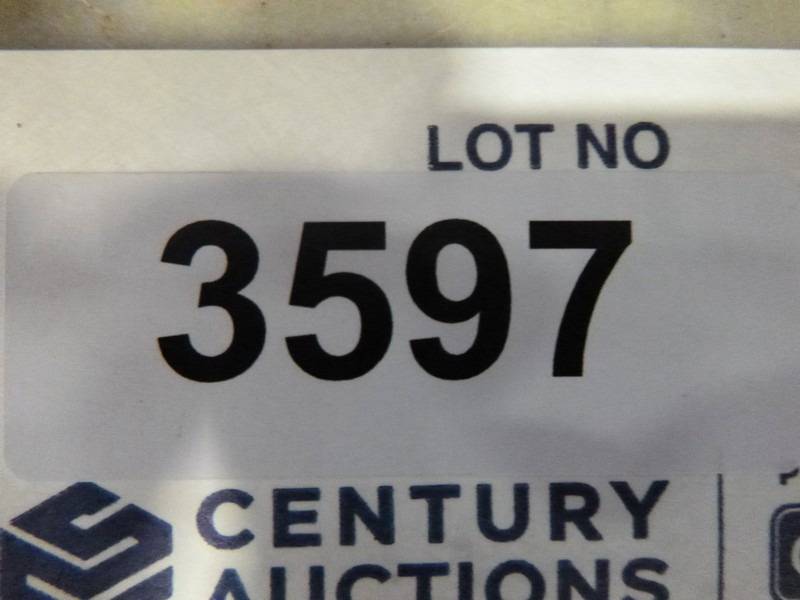 LOT NO
3597
CENTURY
AUCTIONS